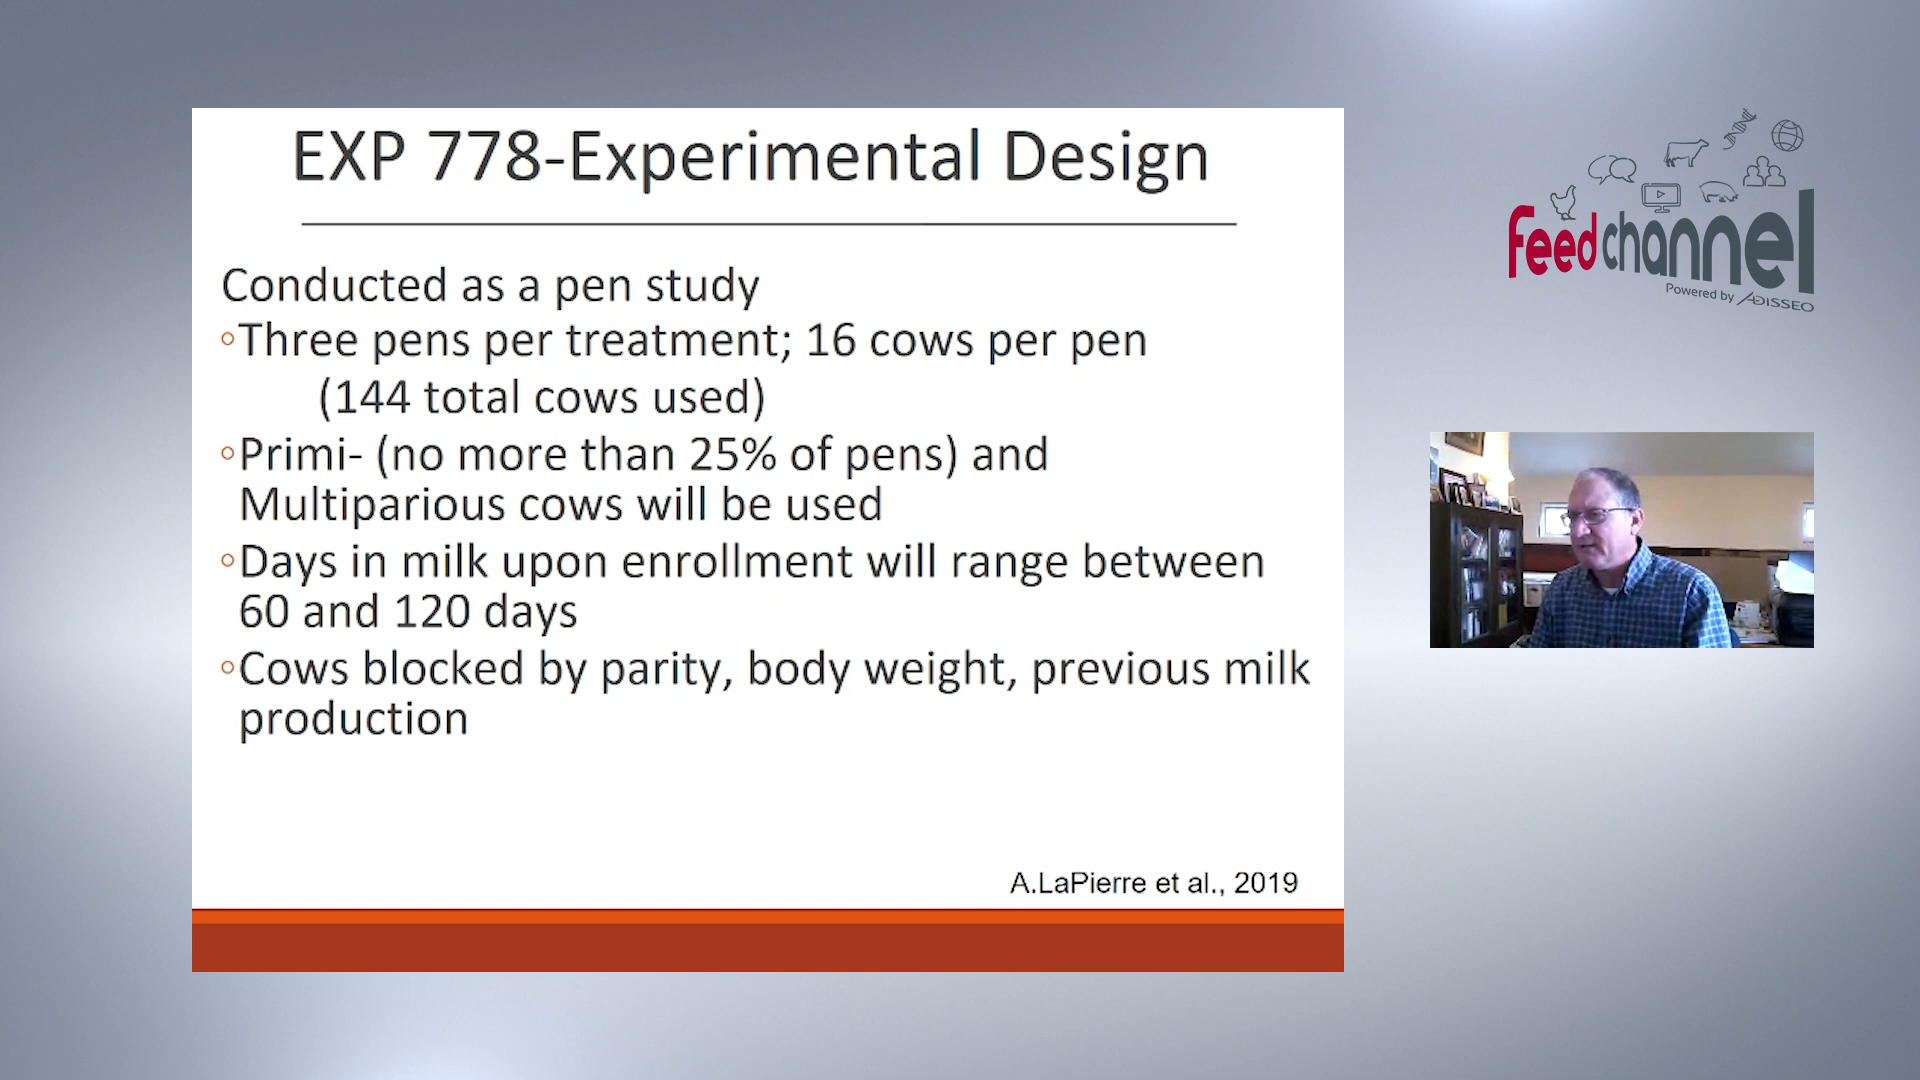 EXP 778-Experimental Design
Conducted as a pen study
◦Three pens per treatment; 16 cows per pen
(144 total cows used)
◦Primi- (no more than 25% of pens) and
Multiparious cows will be used
◦Days in milk upon enrollment will range between
60 and 120 days
◦Cows blocked by parity, body weight, previous milk
production
A.LaPierre et al., 2019
feedchannel
Powered by ADISSEO